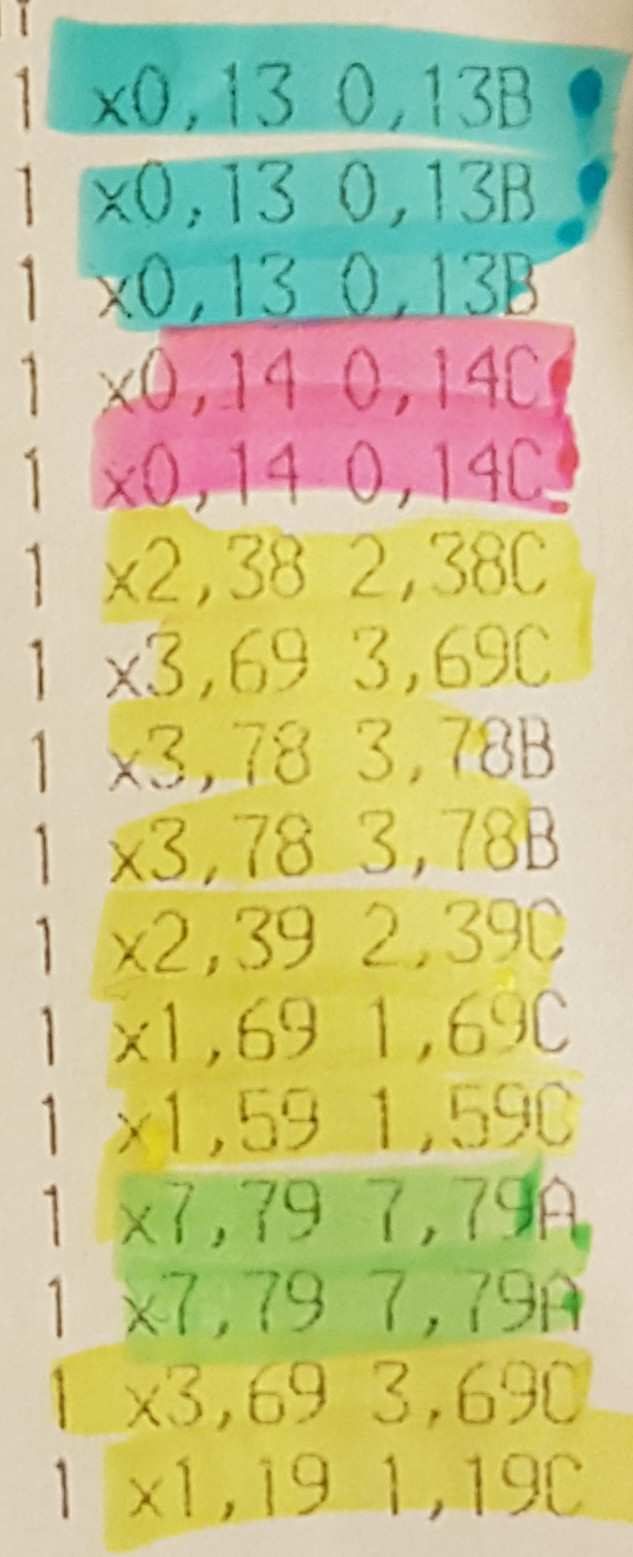 1 x0,13 0,13B
1 x0,13 0,13B
1 x0,13 0,13B
1 x0,14 0,14C
1 x0,14 0,14C
1 x2,38 2,38C
1 x3,69 3,69C
1 x3,78 3,78B
1 x3,78 3,78B
1 x2,39 2,39C
1 x1,69 1,69C
1 x1,59 1,59C
1 x7,79 7,79A
1 x7,79 7,79A
1 x3,69 3,69C
1 x1,19 1,19C